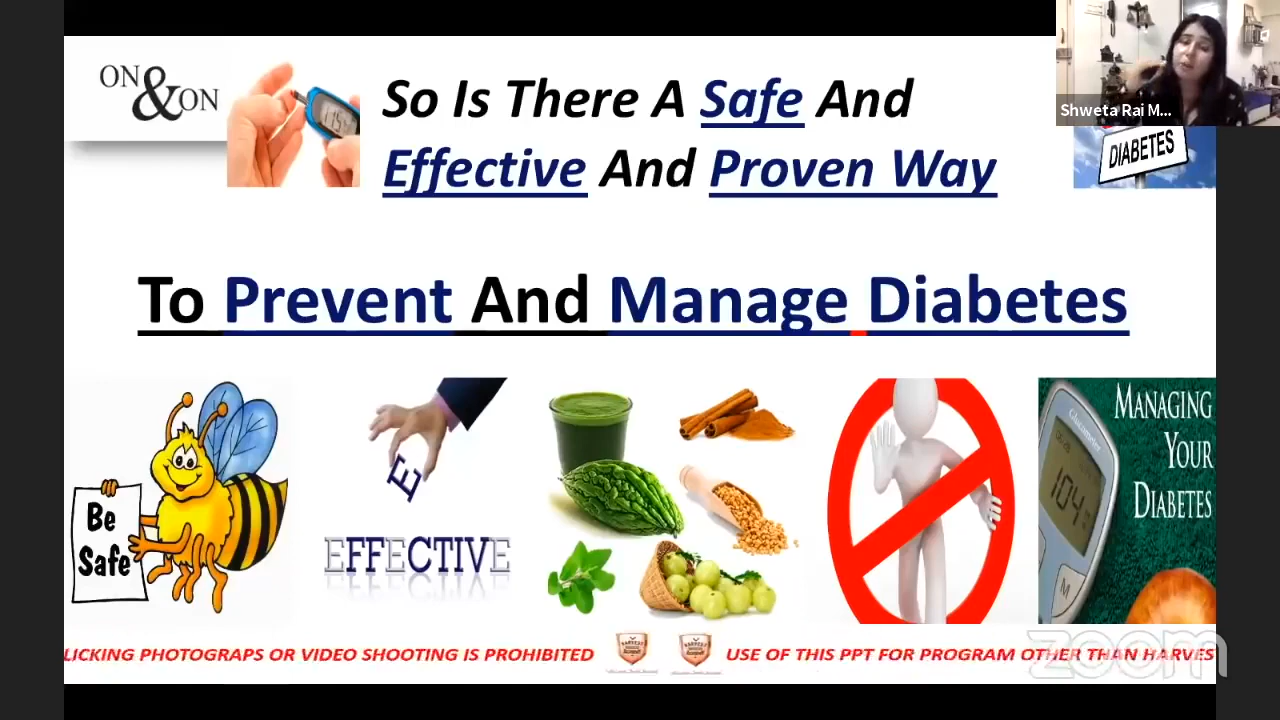 ON & ON
So Is There A Safe And
Effective And Proven Way
Shweta Rai M...
DIABETES
To Prevent And Manage Diabetes
Be
Safe
E
EFFECTIVE
MANAGING
YOUR
DIABETES
Glucometer
104
M
LICKING PHOTOGRAPS OR VIDEO SHOOTING IS PROHIBITED
USE OF THIS PPT FOR PROGRAM OTHER THAN HARVES
zoom